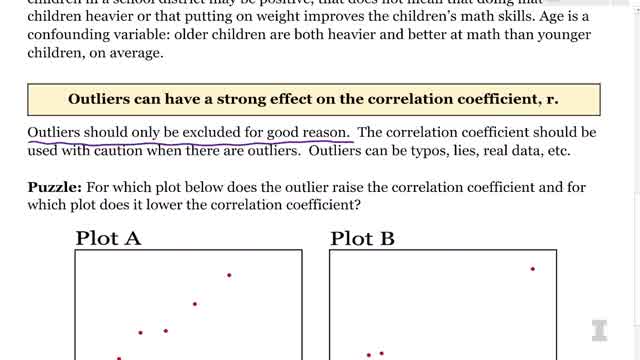 children in a school district may be positive, that does not mean that doing math
children heavier or that putting on weight improves the children's math skills. Age is a
confounding variable: older children are both heavier and better at math than younger
children, on average.
Outliers can have a strong effect on the correlation coefficient, r.
Outliers should only be excluded for good reason. The correlation coefficient should be
used with caution when there are outliers. Outliers can be typos, lies, real data, etc.
Puzzle: For which plot below does the outlier raise the correlation coefficient and for
which plot does it lower the correlation coefficient?
Plot A
Plot B